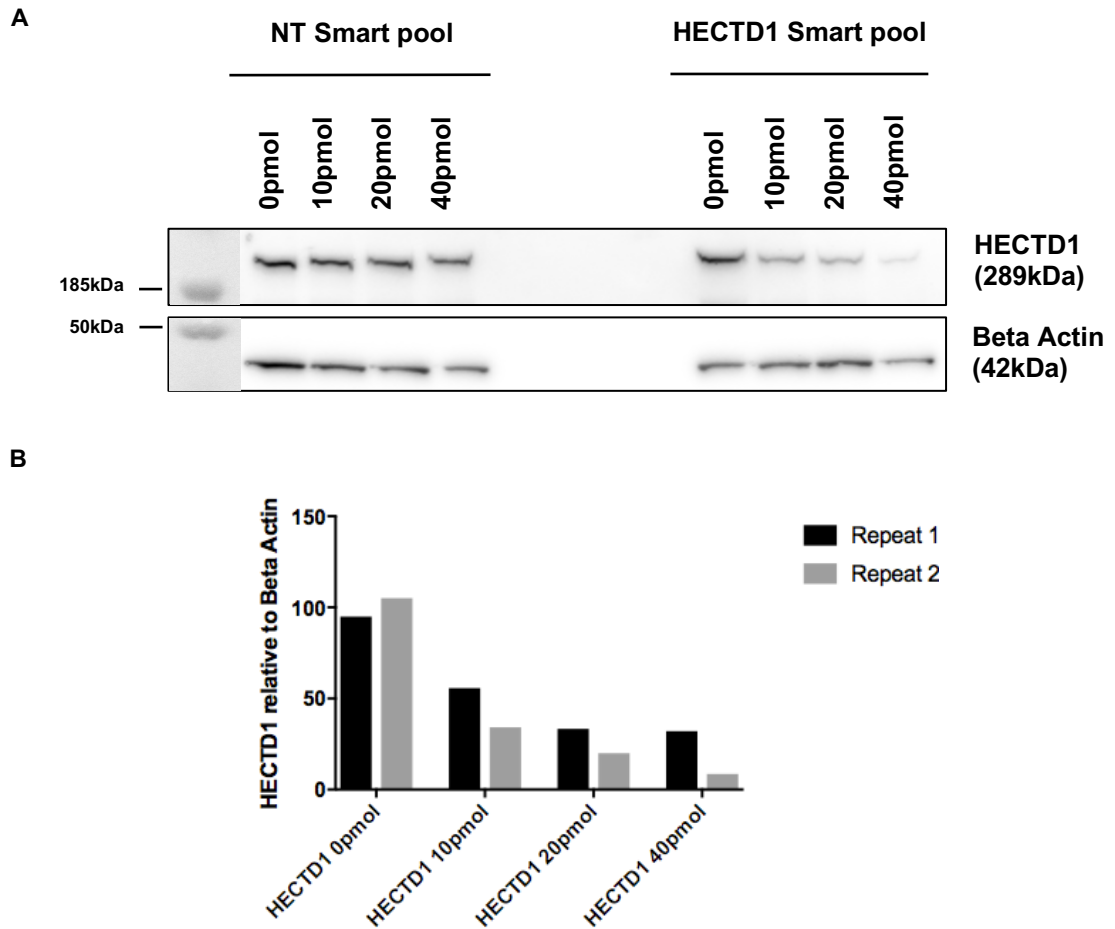 A
NT Smart pool
HECTD1 Smart pool
0pmol
10pmol
20pmol
40pmol
0pmol
10pmol
20pmol
40pmol
185kDa
50kDa
HECTD1
(289kDa)
Beta Actin
(42kDa)
B
HECTD1 relative to Beta Actin
150
100
50
0
HECTD1 0pmol
HECTD1 10pmol
HECTD1 20pmol
HECTD1 40pmol
Repeat 1
Repeat 2